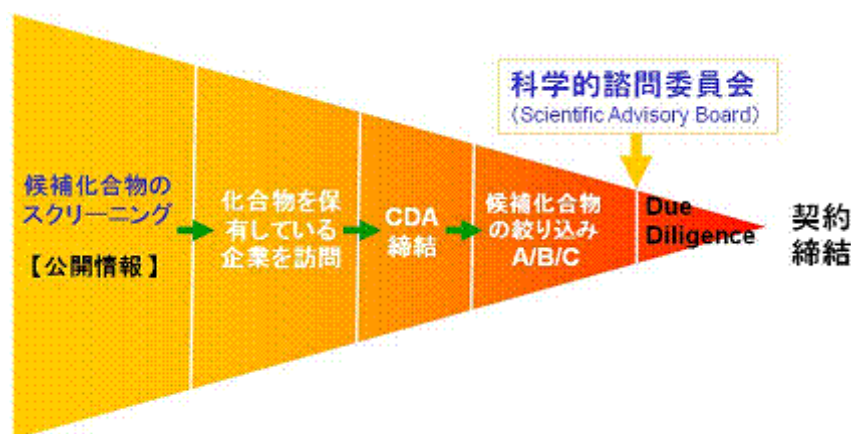 科学的諮問委員会
(Scientific Advisory Board)
候補化合物の
スクリーニング
【公開情報】
化合物を保
有している
企業を訪問
CDA
締結
候補化合物
の絞り込み
A/B/C
Due
Diligence
契約
締結